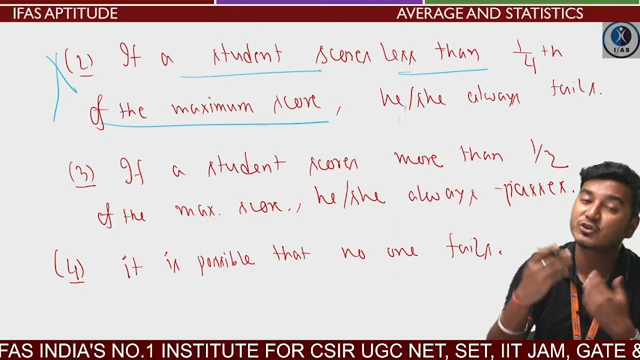 IFAS APTITUDE
AVERAGE AND STATISTICS
(2) If a student scores less than 1/4 th
of the maximum score, he/she always fails.
IFAS
(3) If a student scores more than 1/2
of the max. score, he/she always passes.
(4) it is possible that no one fails.
FAS INDIA'S NO.1 INSTITUTE FOR CSIR UGC NET, SET, IIT JAM, GATE &